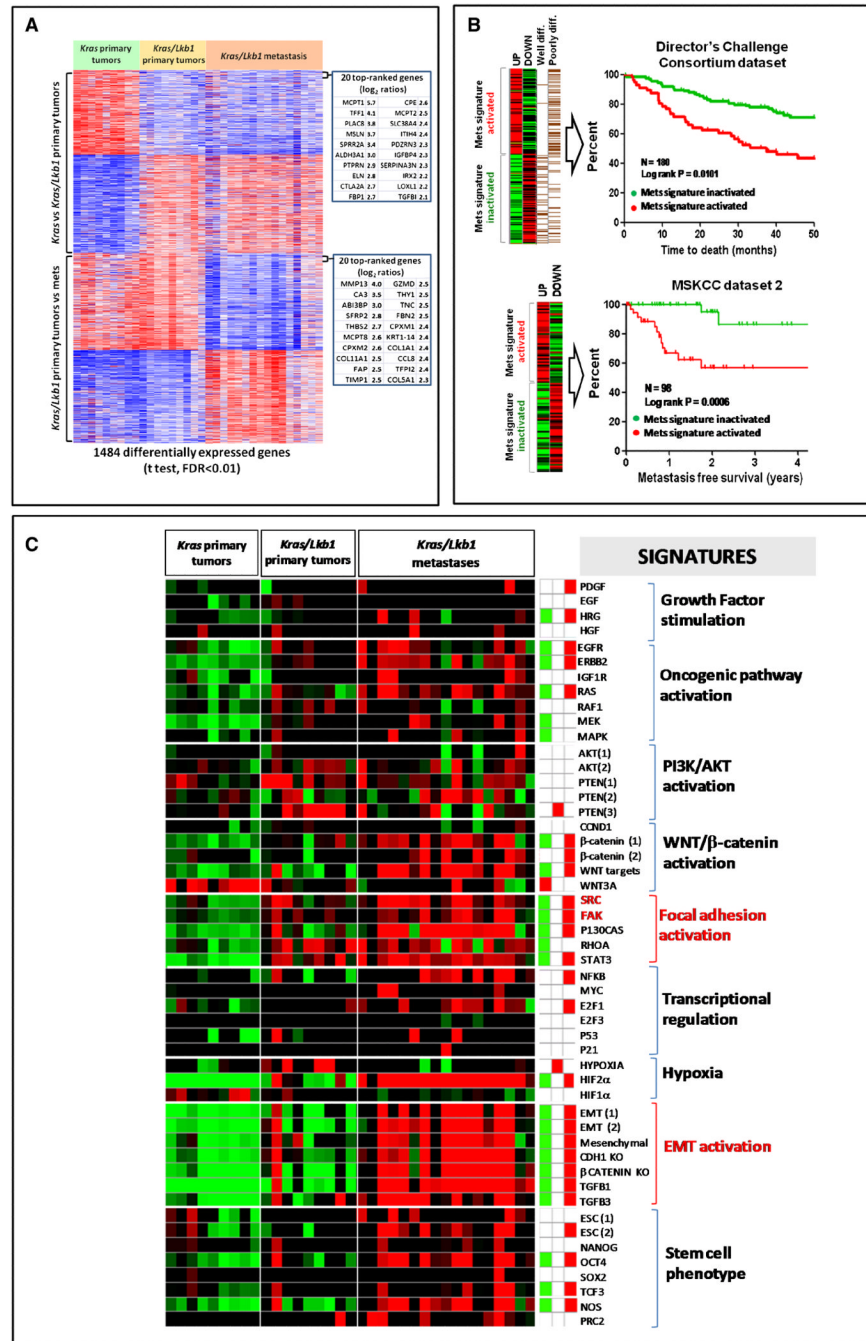 A
Kras primary tumors
Kras/Lkb1 primary tumors
Kras/Lkb1 metastasis
Kras vs Kras/Lkb1 primary tumors
Kras/Lkb1 primary tumors vs mets
20 top-ranked genes
(log2 ratios)
MCPT1 5.7 CPE 2.6
TFF1 4.1 MCPT2 2.5
PLAC8 3.8 SLC38A4 2.4
MSLN 3.7 ITIH4 2.4
SPRR2A 3.4 PDZRN3 2.3
ALDH3A1 3.0 IGFBP4 2.3
PTPRN 2.9 SERPINA3N 2.3
ELN 2.8 IRX2 2.2
CTLA2A 2.7 LOXL1 2.2
FBP1 2.7 TGFBI 2.1
20 top-ranked genes
(log2 ratios)
MMP13 4.0 GZMD 2.5
CA3 3.5 THY1 2.5
ABI3BP 3.0 TNC 2.5
SFRP2 2.8 FBN2 2.5
THBS2 2.7 CPXM1 2.4
MCPT8 2.6 KRT1-14 2.4
CPXM2 2.6 COL1A1 2.4
COL11A1 2.5 CCL8 2.4
FAP 2.5 TFPI2 2.4
TIMP1 2.5 COL5A1 2.3
1484 differentially expressed genes
(t test, FDR<0.01)
B
UP
DOWN
Well diff.
Poorly diff.
Mets signature activated
Mets signature inactivated
Director's Challenge
Consortium dataset
Percent
100
80
60
40
20
0
N = 180
Log rank P = 0.0101
Mets signature inactivated
Mets signature activated
0 10 20 30 40 50
Time to death (months)
UP
DOWN
Mets signature activated
Mets signature inactivated
MSKCC dataset 2
Percent
100
80
60
40
20
0
N = 98
Log rank P = 0.0006
Mets signature inactivated
Mets signature activated
0 1 2 3 4
Metastasis free survival (years)
C
Kras primary tumors
Kras/Lkb1 primary tumors
Kras/Lkb1 metastases
SIGNATURES
PDGF
EGF
HRG
HGF
Growth Factor
stimulation
EGFR
ERBB2
IGF1R
RAS
RAF1
MEK
MAPK
Oncogenic pathway
activation
AKT(1)
AKT(2)
PTEN(1)
PTEN(2)
PTEN(3)
PI3K/AKT
activation
CCND1
β-catenin (1)
β-catenin (2)
WNT targets
WNT3A
WNT/β-catenin
activation
SRC
FAK
P130CAS
RHOA
STAT3
Focal adhesion
activation
NFKB
MYC
E2F1
E2F3
P53
P21
Transcriptional
regulation
HYPOXIA
HIF2α
HIF1α
Hypoxia
EMT (1)
EMT (2)
Mesenchymal
CDH1 KO
β CATENIN KO
TGFB1
TGFB3
EMT activation
ESC (1)
ESC (2)
NANOG
OCT4
SOX2
TCF3
NOS
PRC2
Stem cell
phenotype